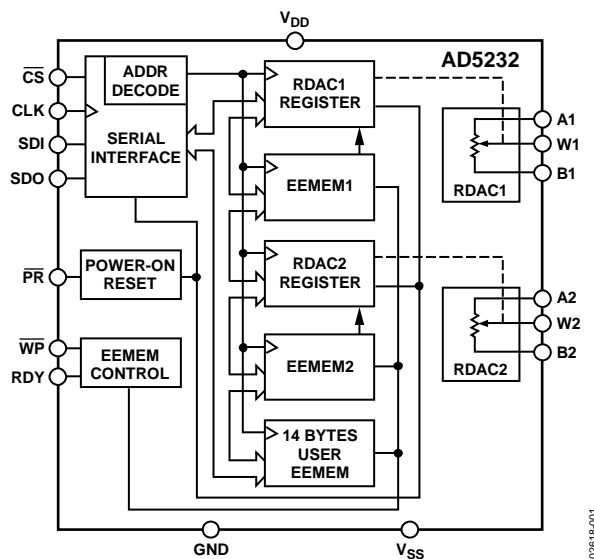 VDD
AD5232
CS
CLK
SDI
SDO
ADDR
DECODE
SERIAL
INTERFACE
RDAC1
REGISTER
EEMEM1
RDAC1
A1
W1
B1
PR
POWER-ON
RESET
RDAC2
REGISTER
WP
RDY
EEMEM
CONTROL
EEMEM2
RDAC2
A2
W2
B2
14 BYTES
USER
EEMEM
GND
VSS
02618-001